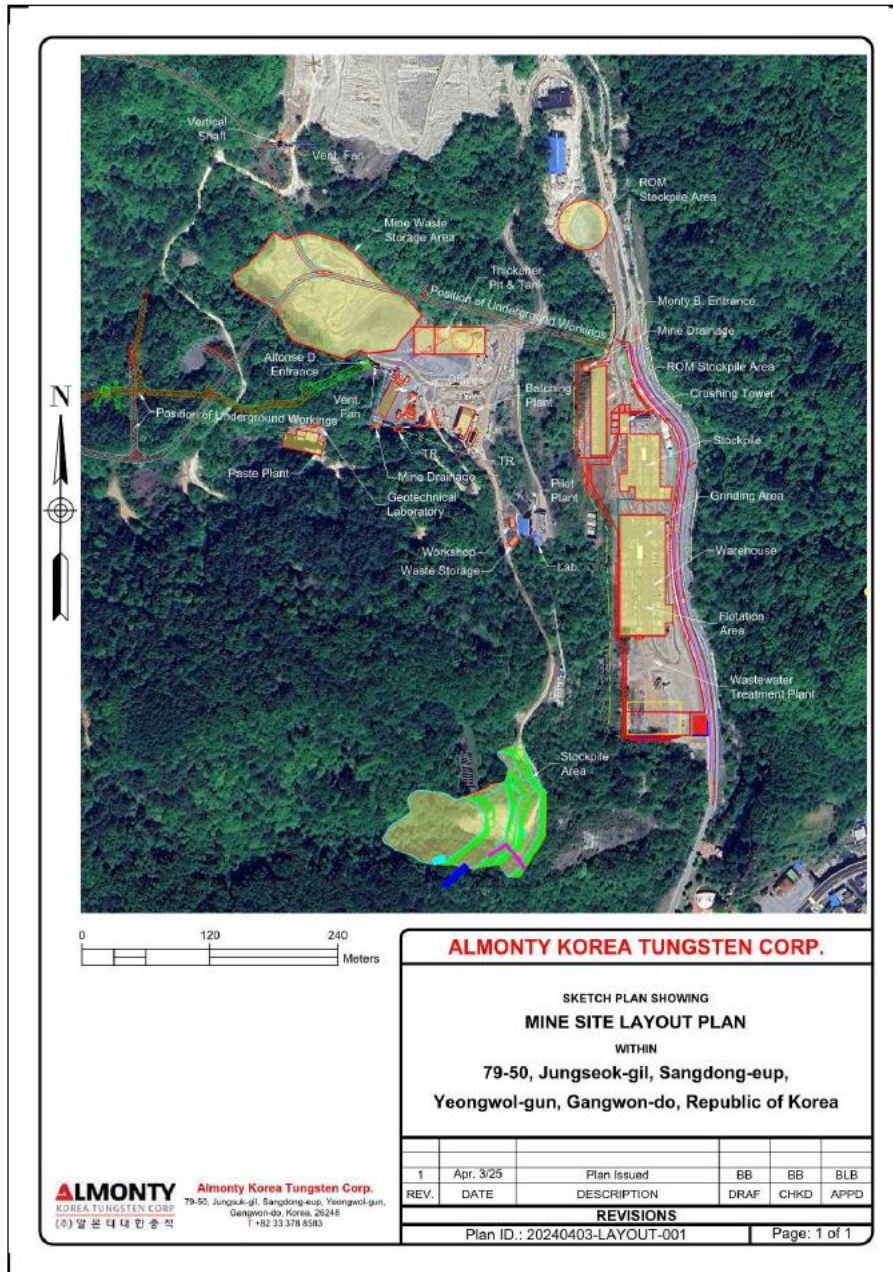 Vertical
Shaft
Vent. Fan
ROM
Stockpile Area
Mine Waste
Storage Area
Thickener
Pit & Tank
Position of Underground Workings
Monty B. Entrance
Mine Drainage
Alfonse D.
Entrance
Offices
ROM Stockpile Area
Batching
Plant
Crushing Tower
Vent.
Fan
N
Position of Underground Workings
Stockpile
TR.
TR.
Paste Plant
Mine Drainage
Pilot
Plant
Geotechnical
Laboratory
Grinding Area
Workshop
Warehouse
Waste Storage
Lab.
Flotation
Area
Wastewater
Treatment Plant
Stockpile
Area
0 120 240
Meters
ALMONTY KOREA TUNGSTEN CORP.
SKETCH PLAN SHOWING
MINE SITE LAYOUT PLAN
WITHIN
79-50, Jungseok-gil, Sangdong-eup,
Yeongwol-gun, Gangwon-do, Republic of Korea
1 Apr. 3/25 Plan Issued BB BB BLB
REV. DATE DESCRIPTION DRAF CHKD APPD
REVISIONS
Plan ID.: 20240403-LAYOUT-001 Page: 1 of 1
ALMONTY
KOREA TUNGSTEN CORP
(주)알몬티대한중석
Almonty Korea Tungsten Corp.
79-50, Jungsuk-gil, Sangdong-eup, Yeongwol-gun,
Gangwon-do, Korea, 26248
T +82 33 378 8583